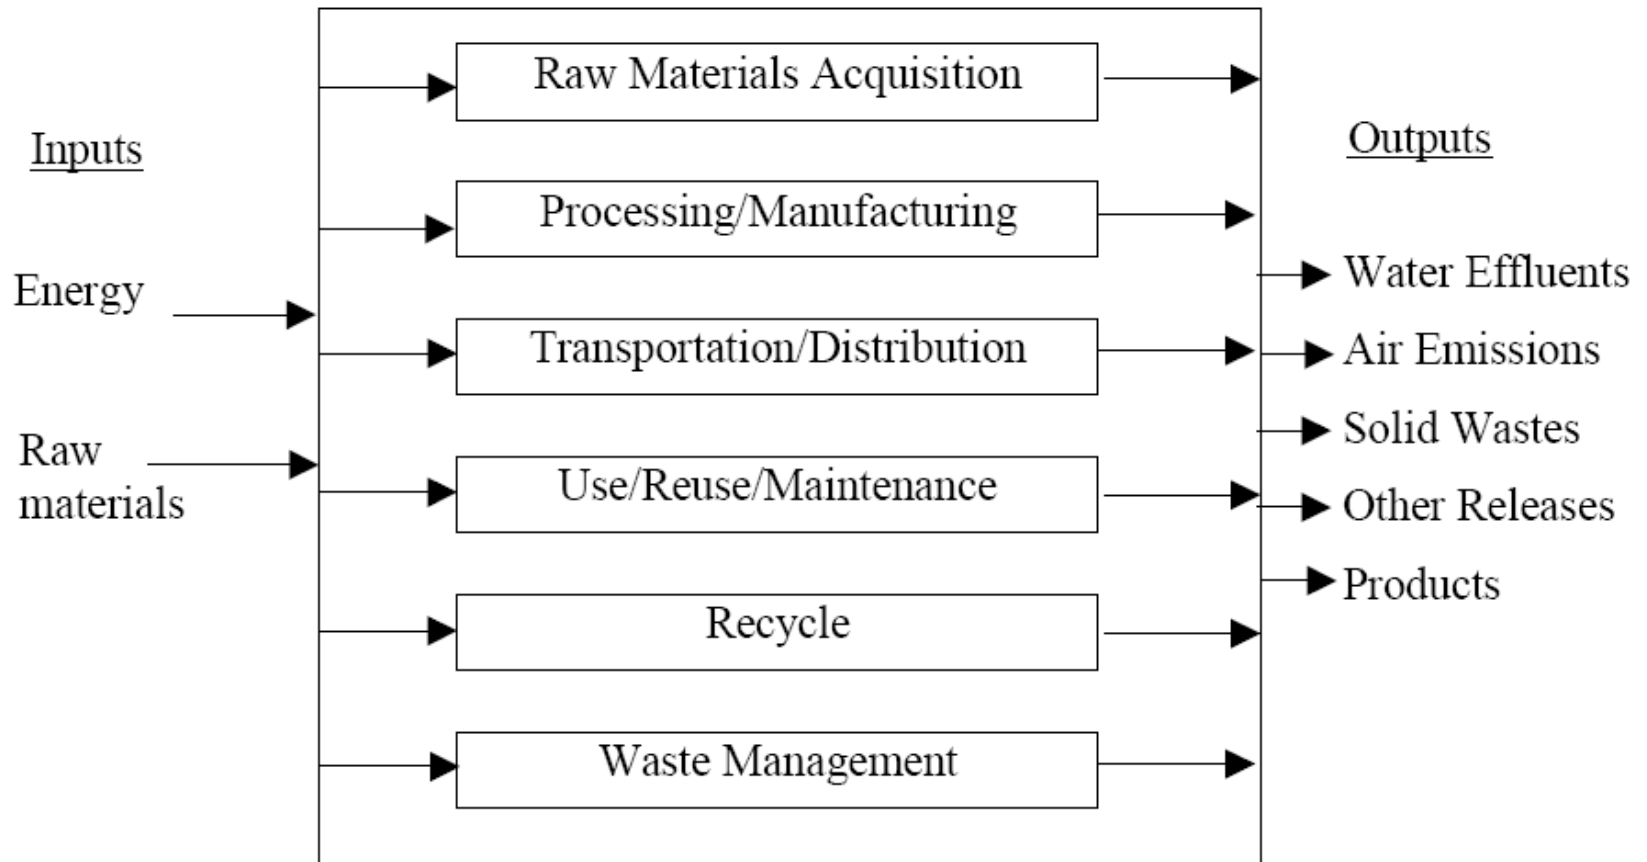 Inputs
Energy
Raw
materials
Raw Materials Acquisition
Processing/Manufacturing
Transportation/Distribution
Use/Reuse/Maintenance
Recycle
Waste Management
Outputs
Water Effluents
Air Emissions
Solid Wastes
Other Releases
Products